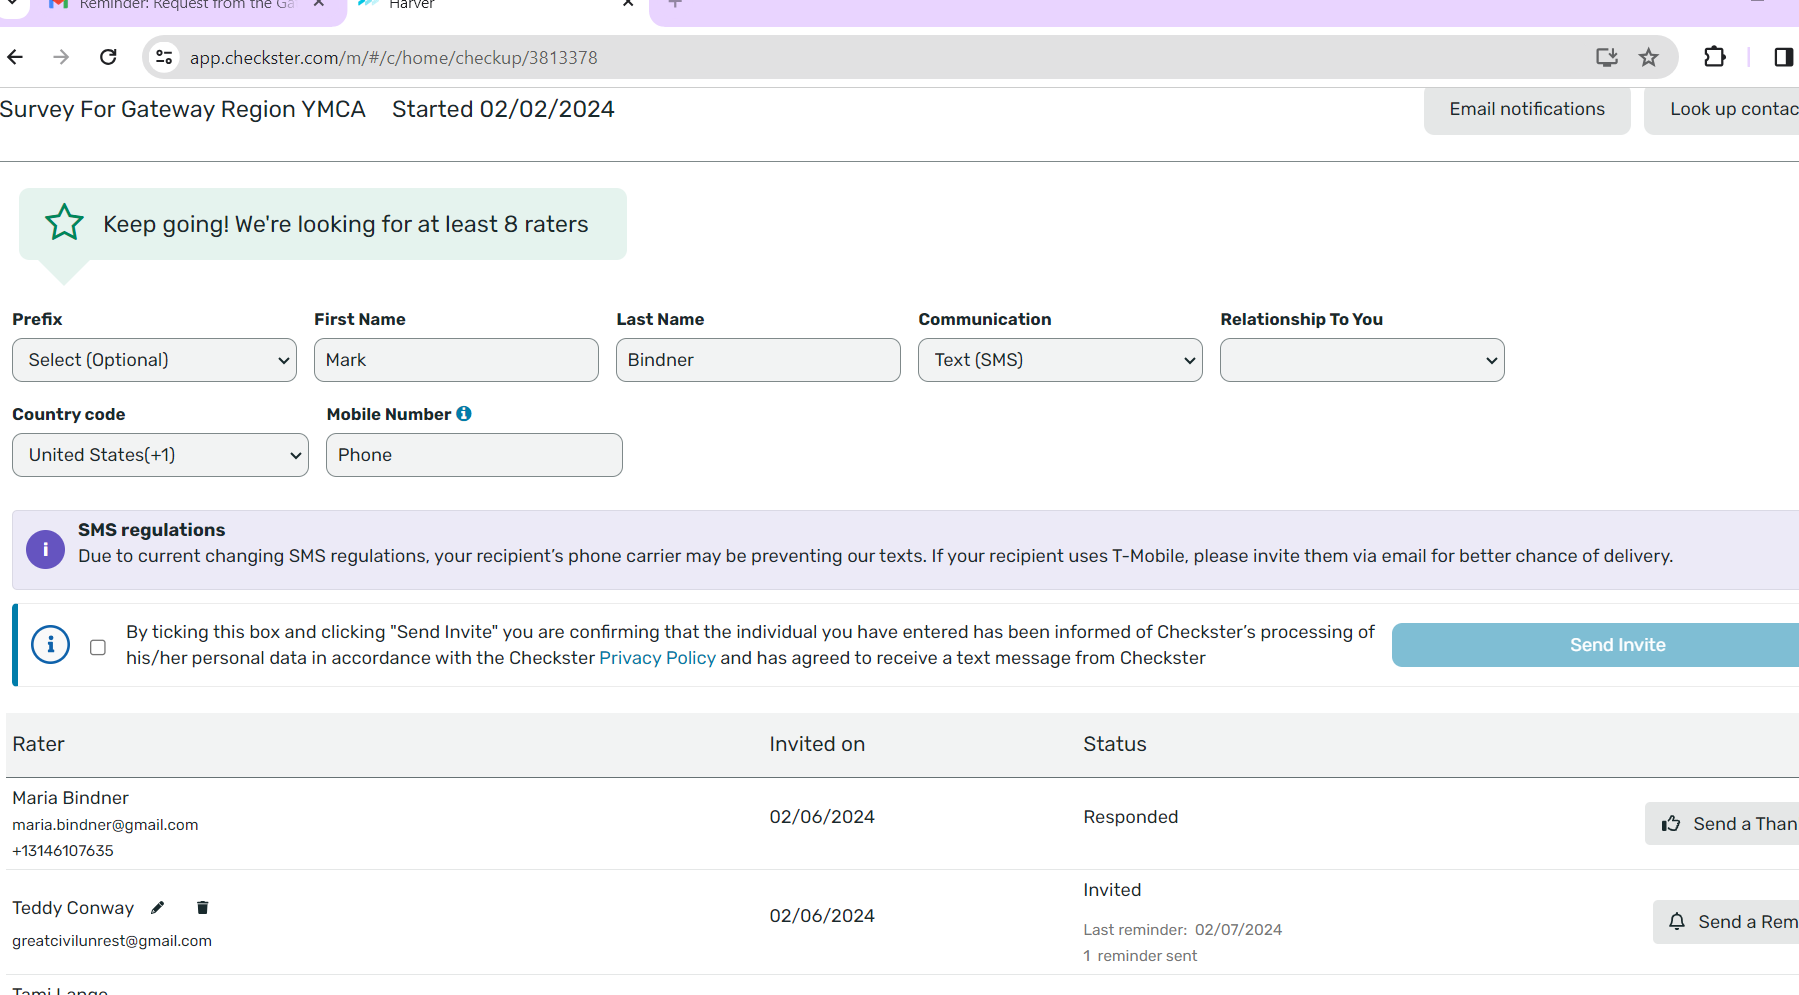 Reminder: Request from the Ga
Harver
app.checkster.com/m/#/c/home/checkup/3813378
Survey For Gateway Region YMCA Started 02/02/2024
Email notifications
Look up contac
Keep going! We're looking for at least 8 raters
Prefix
First Name
Last Name
Communication
Relationship To You
Select (Optional)
Mark
Bindner
Text (SMS)
Country code
Mobile Number
United States(+1)
Phone
SMS regulations
Due to current changing SMS regulations, your recipient’s phone carrier may be preventing our texts. If your recipient uses T-Mobile, please invite them via email for better chance of delivery.
By ticking this box and clicking "Send Invite" you are confirming that the individual you have entered has been informed of Checkster’s processing of
his/her personal data in accordance with the Checkster Privacy Policy and has agreed to receive a text message from Checkster
Send Invite
Rater
Invited on
Status
Maria Bindner
maria.bindner@gmail.com
+13146107635
02/06/2024
Responded
Send a Than
Teddy Conway
greatcivilunrest@gmail.com
02/06/2024
Invited
Last reminder: 02/07/2024
1 reminder sent
Send a Rem
Tami Lange